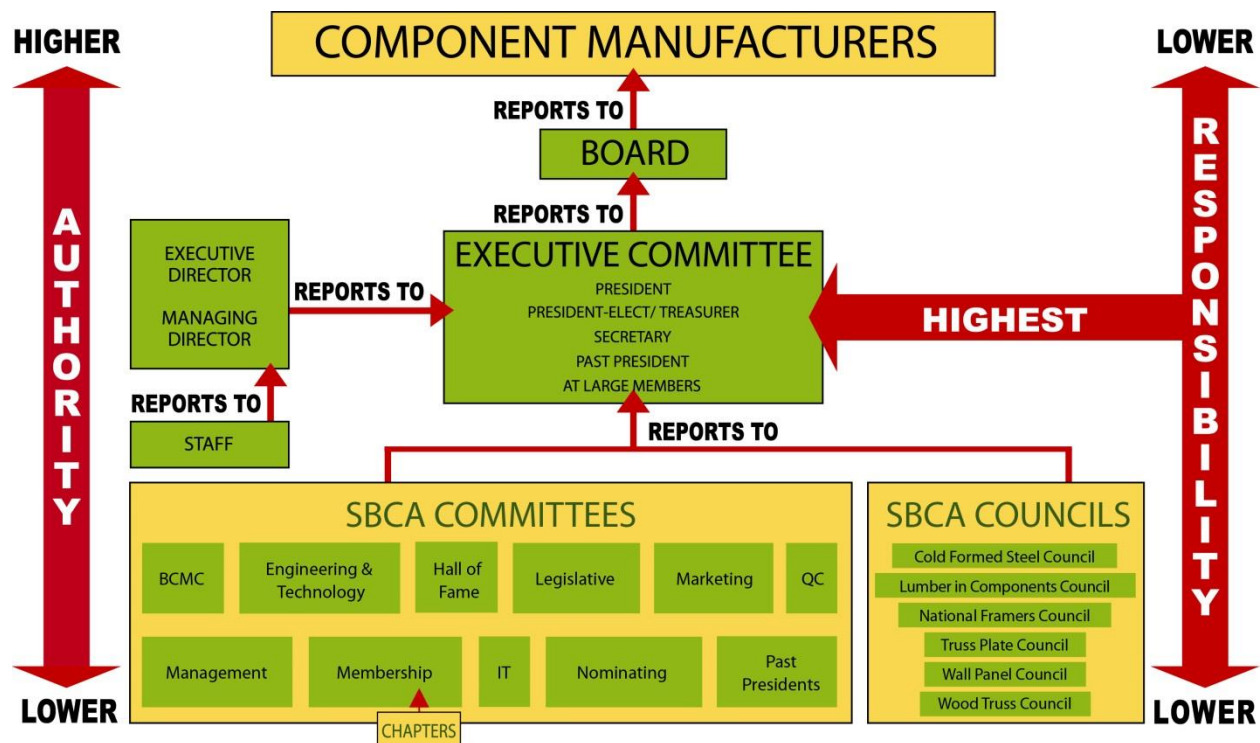 HIGHER
COMPONENT MANUFACTURERS
LOWER
REPORTS TO
BOARD
REPORTS TO
EXECUTIVE
DIRECTOR
MANAGING
DIRECTOR
REPORTS TO
EXECUTIVE COMMITTEE
PRESIDENT
PRESIDENT-ELECT/ TREASURER
SECRETARY
PAST PRESIDENT
AT LARGE MEMBERS
HIGHEST
AUTHORITY
RESPONSIBILITY
REPORTS TO
STAFF
REPORTS TO
SBCA COMMITTEES
BCMC
Engineering &
Technology
Hall of
Fame
Legislative
Marketing
QC
Management
Membership
IT
Nominating
Past
Presidents
CHAPTERS
SBCA COUNCILS
Cold Formed Steel Council
Lumber in Components Council
National Framers Council
Truss Plate Council
Wall Panel Council
Wood Truss Council
LOWER
LOWER